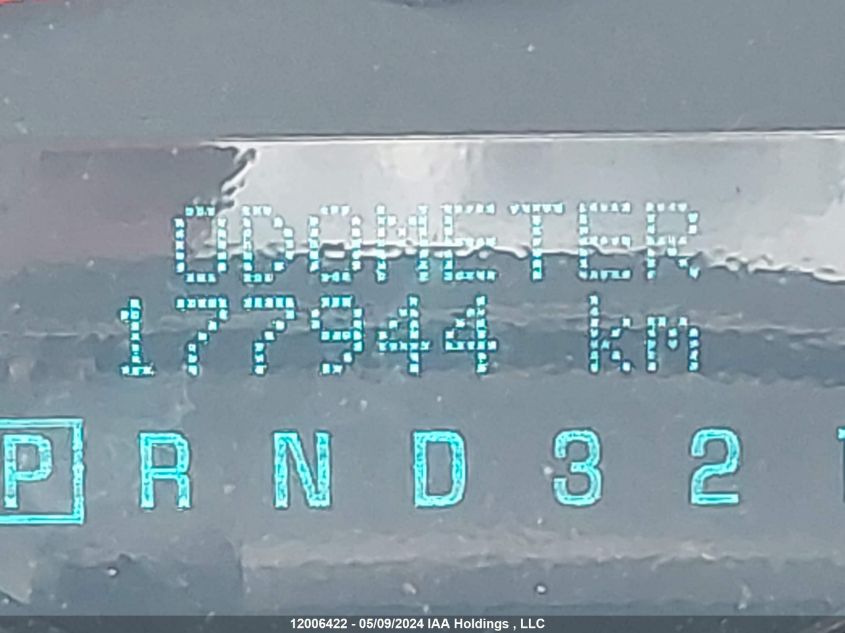 ODOMETER
177944 km
P R N D 3 2
12006422 - 05/09/2024 IAA Holdings , LLC